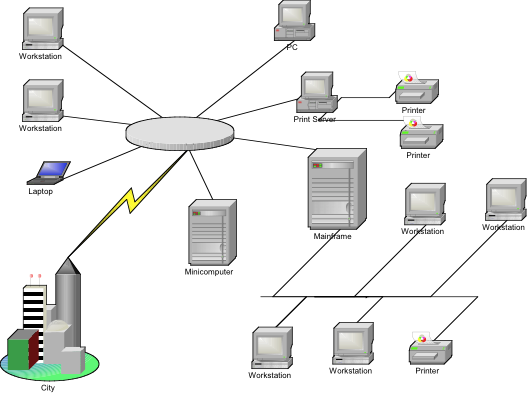 Workstation
PC
Workstation
Print Server
Printer
Printer
Laptop
Minicomputer
Mainframe
Workstation
Workstation
City
Workstation
Workstation
Printer